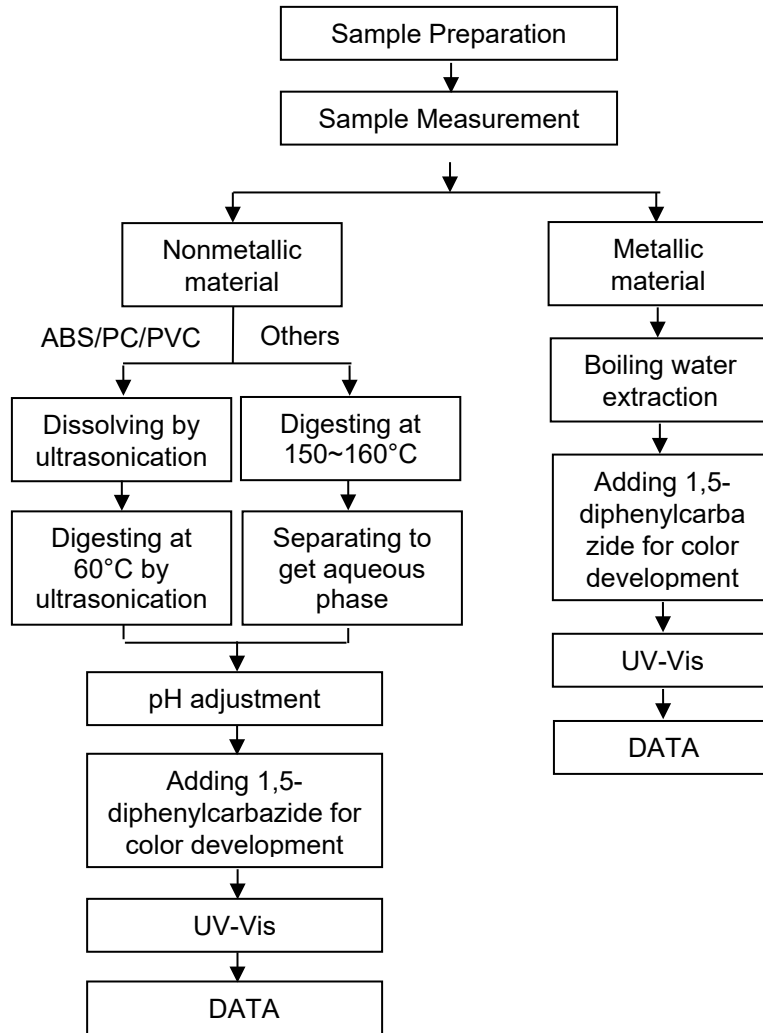 Sample Preparation
Sample Measurement
Nonmetallic
material
ABS/PC/PVC
Others
Dissolving by
ultrasonication
Digesting at
150~160°C
Digesting at
60°C by
ultrasonication
Separating to
get aqueous
phase
pH adjustment
Adding 1,5-
diphenylcarbazide for
color development
UV-Vis
DATA
Metallic
material
Boiling water
extraction
Adding 1,5-
diphenylcarba
zide for color
development
UV-Vis
DATA